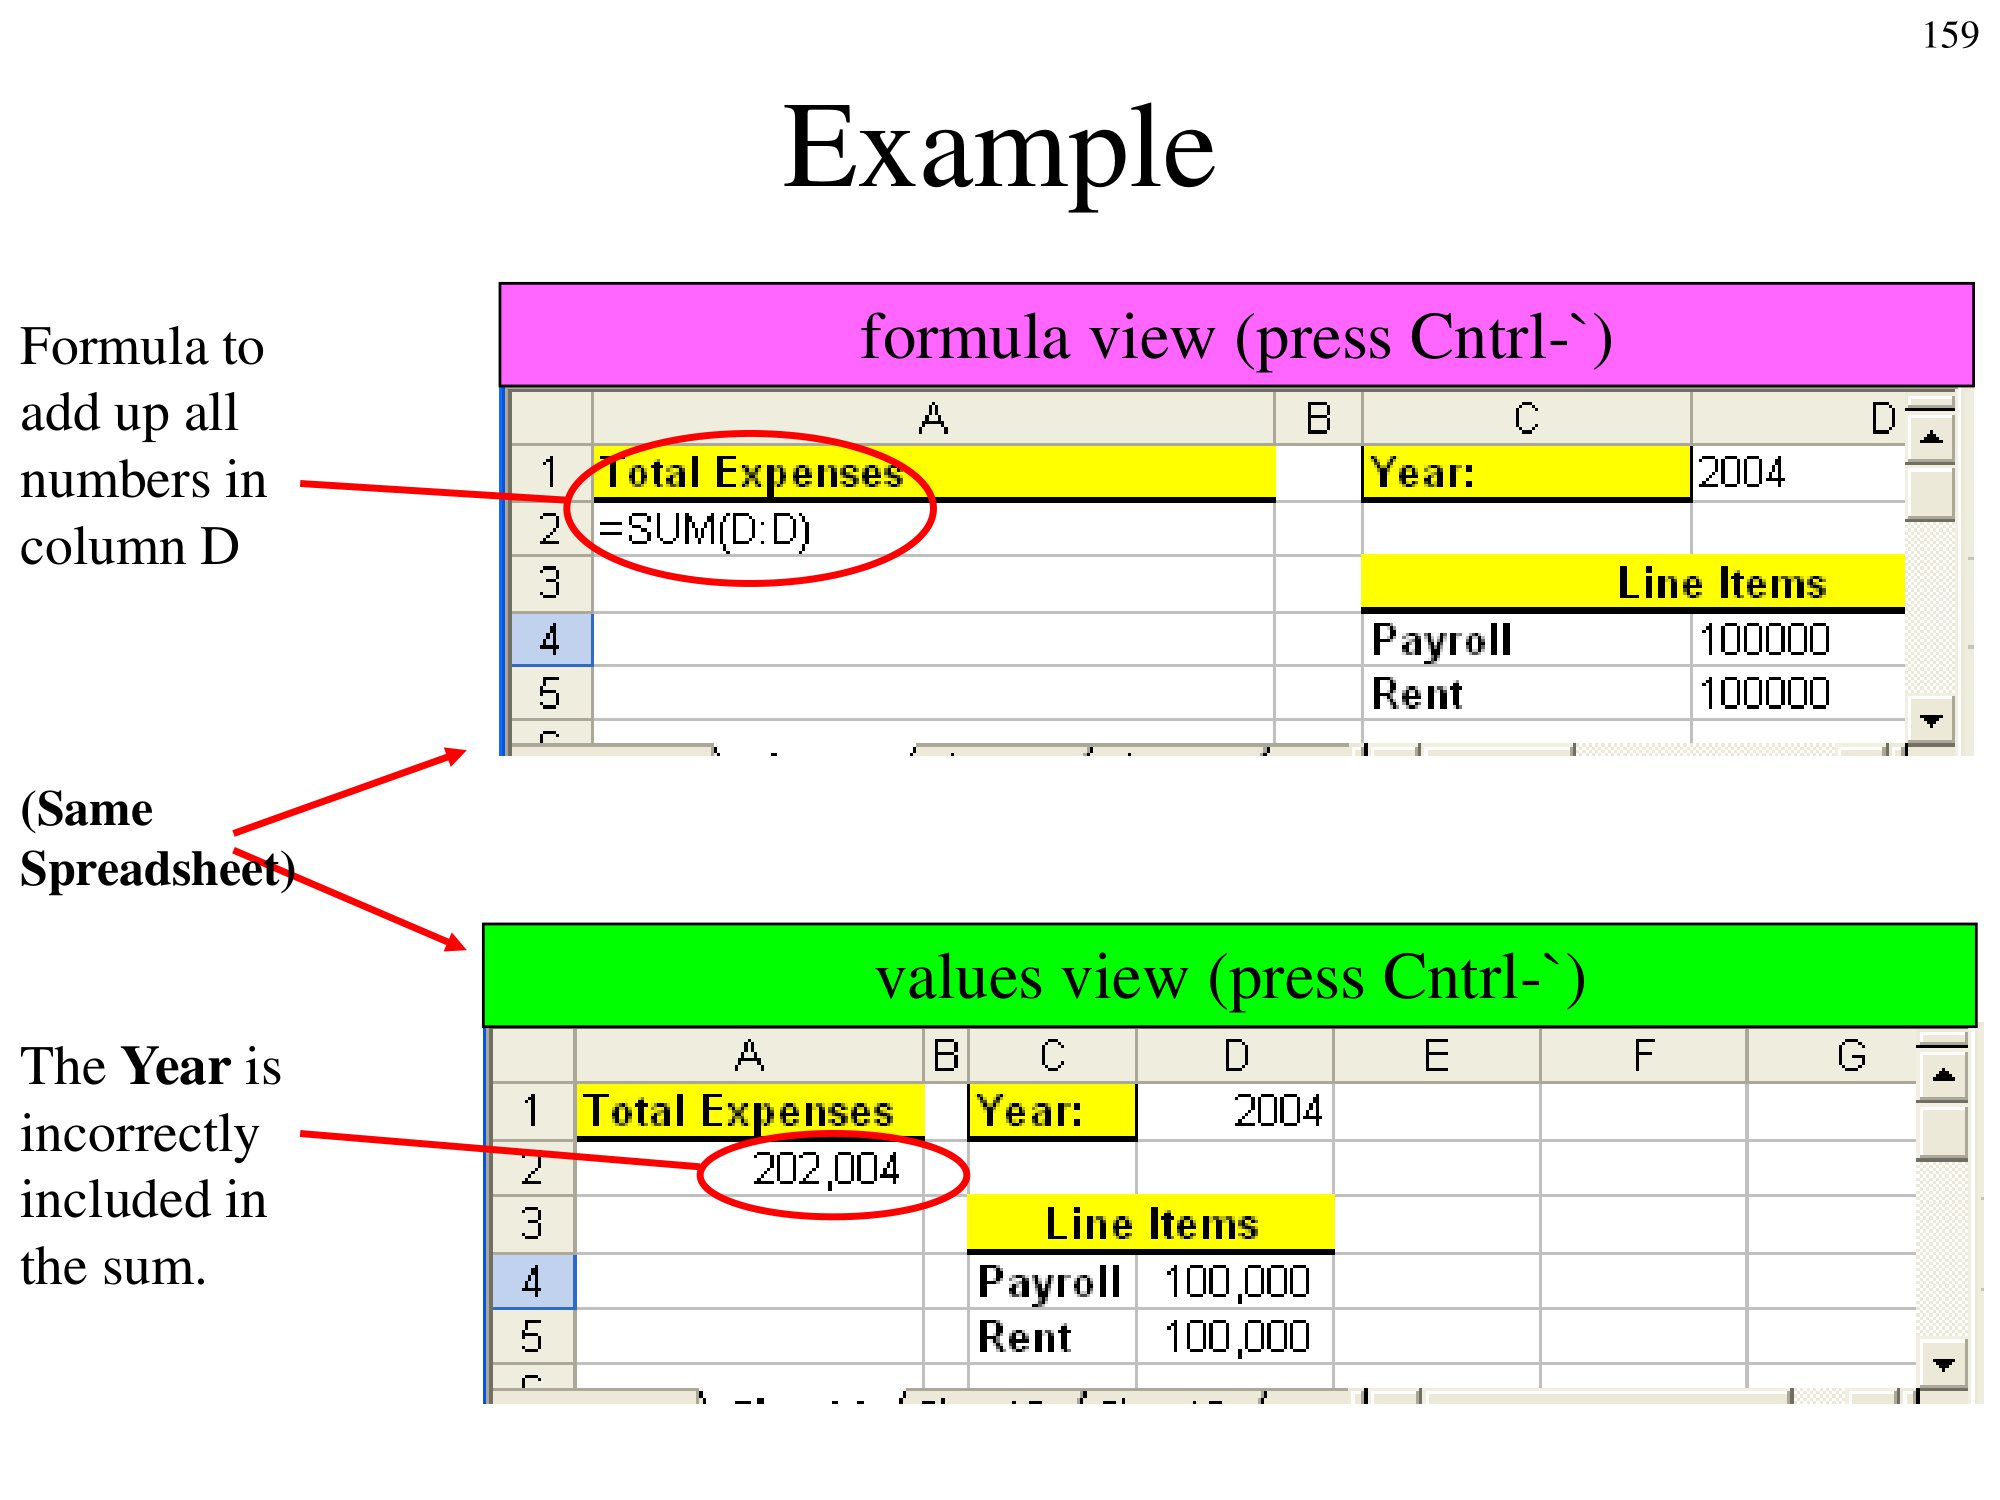 159
Example
Formula to
add up all
numbers in
column D
formula view (press Cntrl-`)
A B C D
1 Total Expenses Year: 2004
2 =SUM(D:D)
3 Line Items
4 Payroll 100000
5 Rent 100000
(Same
Spreadsheet)
The Year is
incorrectly
included in
the sum.
values view (press Cntrl-`)
A B C D E F G
1 Total Expenses Year: 2004
2 202,004
3 Line Items
4 Payroll 100,000
5 Rent 100,000